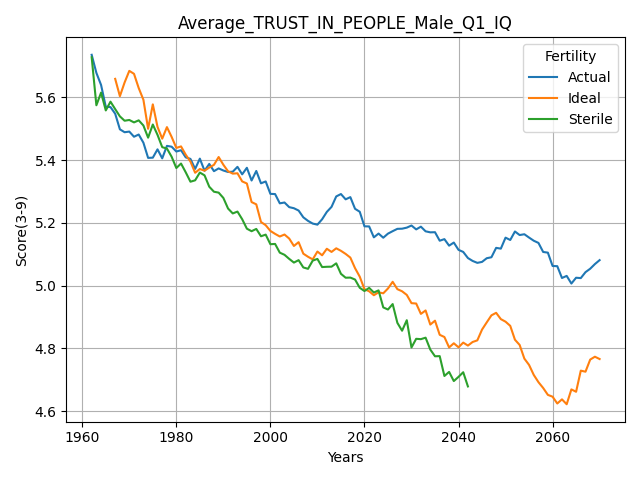 Average_TRUST_IN_PEOPLE_Male_Q1_IQ
Fertility
Actual
Ideal
Sterile
Score(3-9)
5.6
5.4
5.2
5.0
4.8
4.6
1960 1980 2000 2020 2040 2060
Years